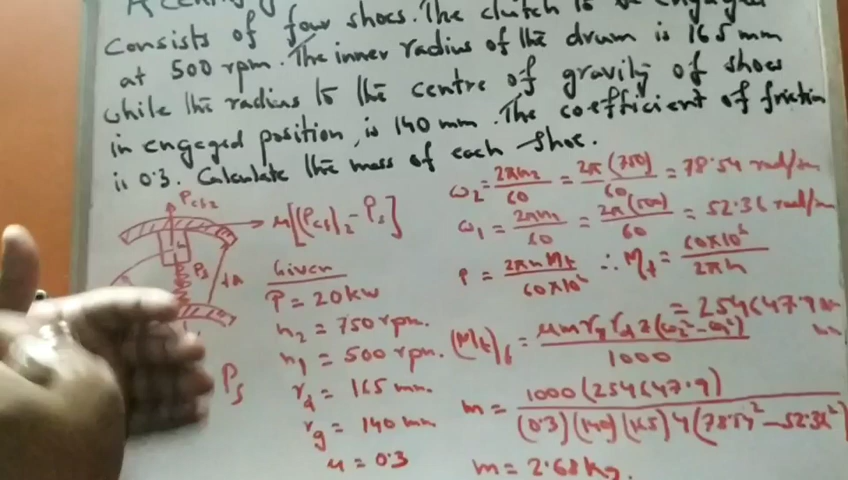 consists of four shoes. The clutch is to be engaged
at 500 rpm. The inner radius of the drum is 165 mm
while the radius to the centre of gravity of shoes
in engaged position, is 140 mm. The coefficient of friction
is 0.3. Calculate the mass of each shoe.
ω₂ = 2πn₂/60 = 2π(750)/60 = 78.54 rad/
ω₁ = 2πn₁/60 = 2π(500)/60 = 52.36 rad/
P = 2πnMt/60×10⁶ ∴ Mt = 60×10⁶/2πn
= 254647.9
(Mt)f = μ m rg rd z(ω₂² - ω₁²)/1000
m = 1000(254647.9)/(0.3)(140)(165)4(78.54² - 52.36²)
m = 2.68 kg.
Pcf2
μ[(Pcf)₂ - Ps]
Ps
Ps
Given
P = 20 kw
n₂ = 750 rpm.
n₁ = 500 rpm.
rd = 165 mm.
rg = 140 mm
μ = 0.3